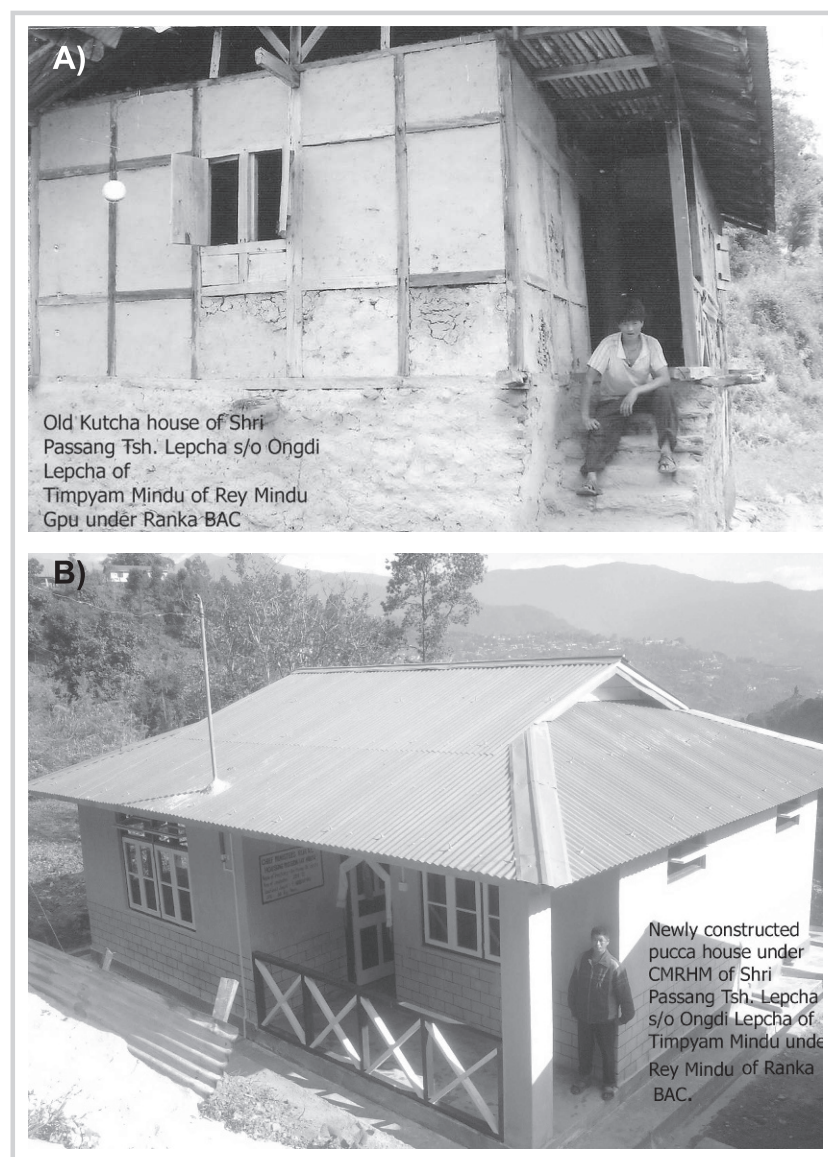 A)
Old Kutcha house of Shri
Passang Tsh. Lepcha s/o Ongdi
Lepcha of
Timpyam Mindu of Rey Mindu
Gpu under Ranka BAC
B)
Newly constructed
pucca house under
CMRHM of Shri
Passang Tsh. Lepcha
s/o Ongdi Lepcha of
Timpyam Mindu unde
Rey Mindu of Ranka
BAC.